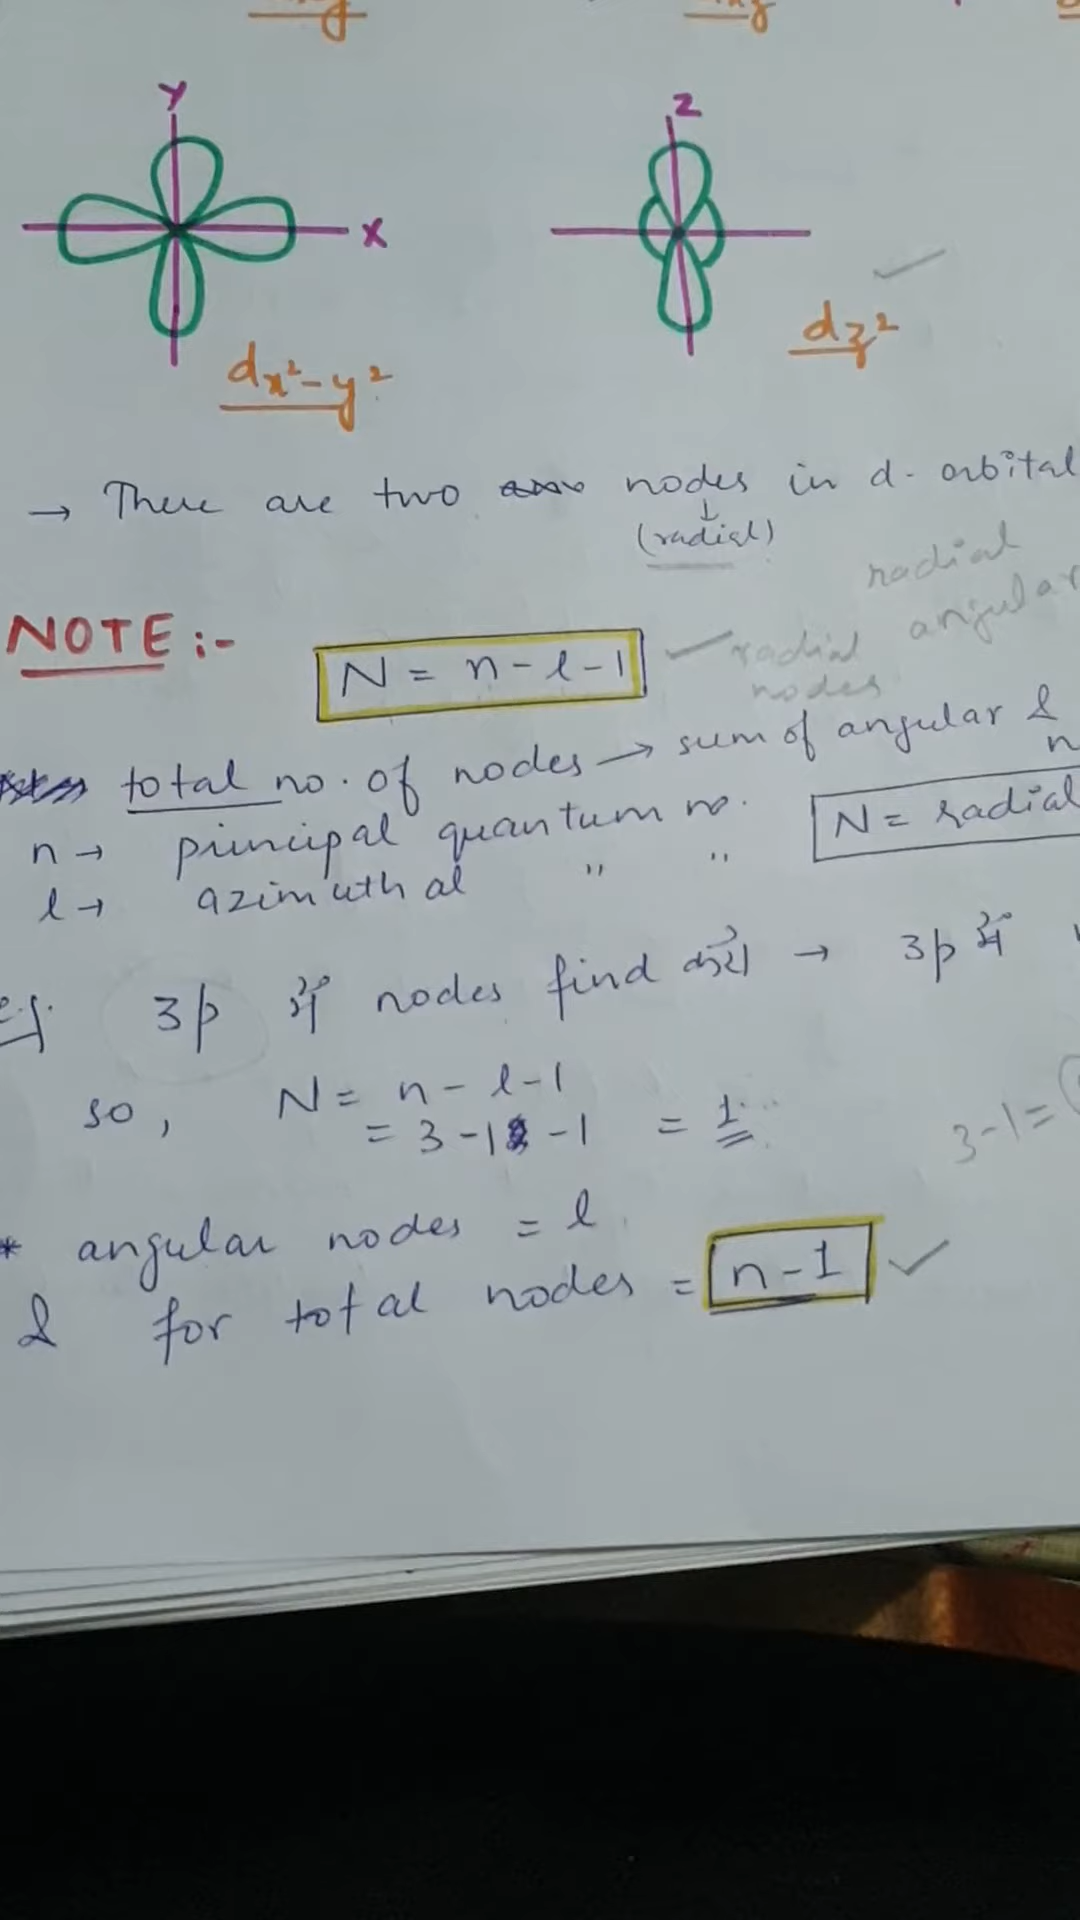 Y
Z
X
dx²-y²
dz²
→ There are two nodes in d-orbital
(radial)
radial
angular
NOTE :-
N = n - l - 1
radial
nodes
total no. of nodes → sum of angular &
n → principal quantum no.
N = radial
l → azimuthal " "
e.g. 3p में nodes find करो → 3p में
so, N = n - l - 1
= 3 - 1 - 1 = 1
3-1=
* angular nodes = l
& for total nodes = n-1